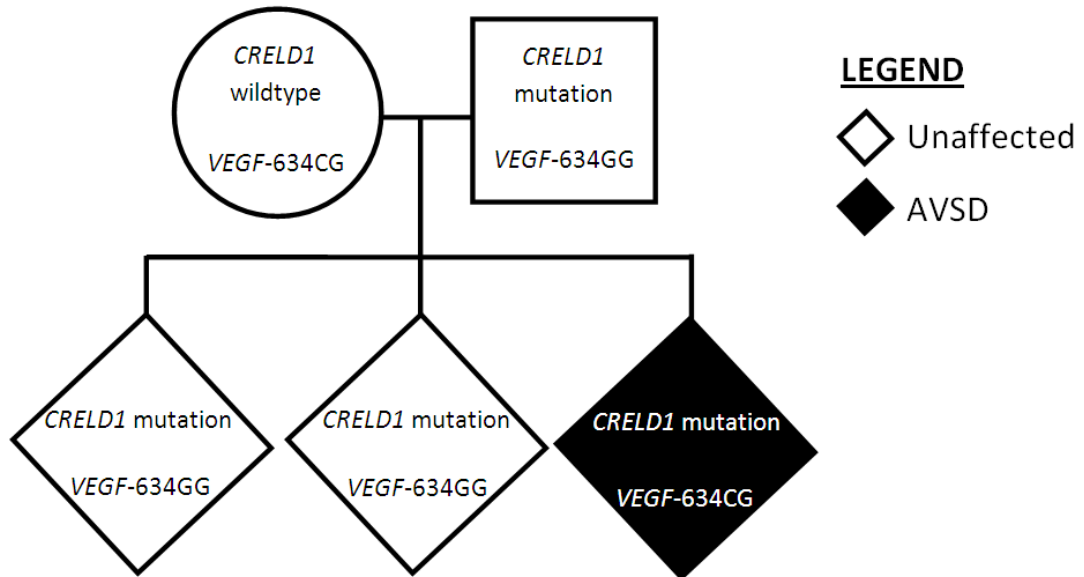 CRELD1
wildtype
VEGF-634CG
CRELD1
mutation
VEGF-634GG
LEGEND
Unaffected
AVSD
CRELD1 mutation
VEGF-634GG
CRELD1 mutation
VEGF-634GG
CRELD1 mutation
VEGF-634CG